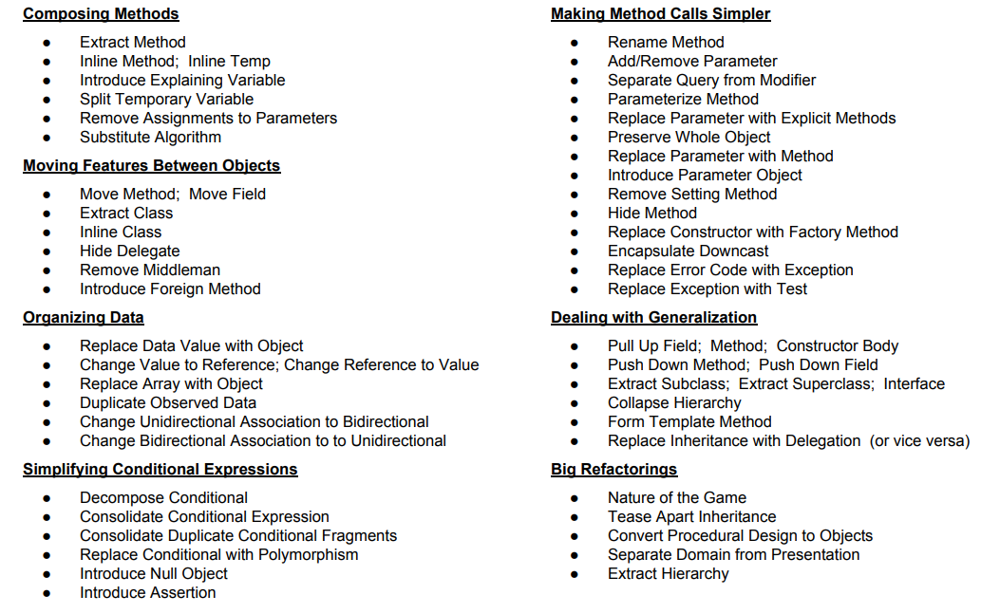 Composing Methods
● Extract Method
● Inline Method; Inline Temp
● Introduce Explaining Variable
● Split Temporary Variable
● Remove Assignments to Parameters
● Substitute Algorithm
Moving Features Between Objects
● Move Method; Move Field
● Extract Class
● Inline Class
● Hide Delegate
● Remove Middleman
● Introduce Foreign Method
Organizing Data
● Replace Data Value with Object
● Change Value to Reference; Change Reference to Value
● Replace Array with Object
● Duplicate Observed Data
● Change Unidirectional Association to Bidirectional
● Change Bidirectional Association to to Unidirectional
Simplifying Conditional Expressions
● Decompose Conditional
● Consolidate Conditional Expression
● Consolidate Duplicate Conditional Fragments
● Replace Conditional with Polymorphism
● Introduce Null Object
● Introduce Assertion
Making Method Calls Simpler
● Rename Method
● Add/Remove Parameter
● Separate Query from Modifier
● Parameterize Method
● Replace Parameter with Explicit Methods
● Preserve Whole Object
● Replace Parameter with Method
● Introduce Parameter Object
● Remove Setting Method
● Hide Method
● Replace Constructor with Factory Method
● Encapsulate Downcast
● Replace Error Code with Exception
● Replace Exception with Test
Dealing with Generalization
● Pull Up Field; Method; Constructor Body
● Push Down Method; Push Down Field
● Extract Subclass; Extract Superclass; Interface
● Collapse Hierarchy
● Form Template Method
● Replace Inheritance with Delegation (or vice versa)
Big Refactorings
● Nature of the Game
● Tease Apart Inheritance
● Convert Procedural Design to Objects
● Separate Domain from Presentation
● Extract Hierarchy